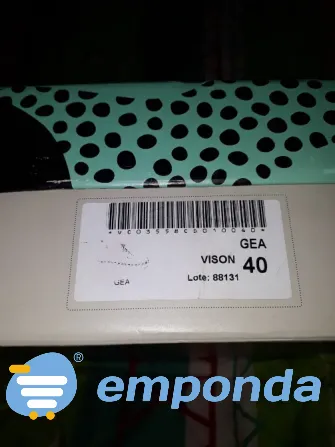 GEA
VISON 40
Lote: 88131
GEA
® emponda